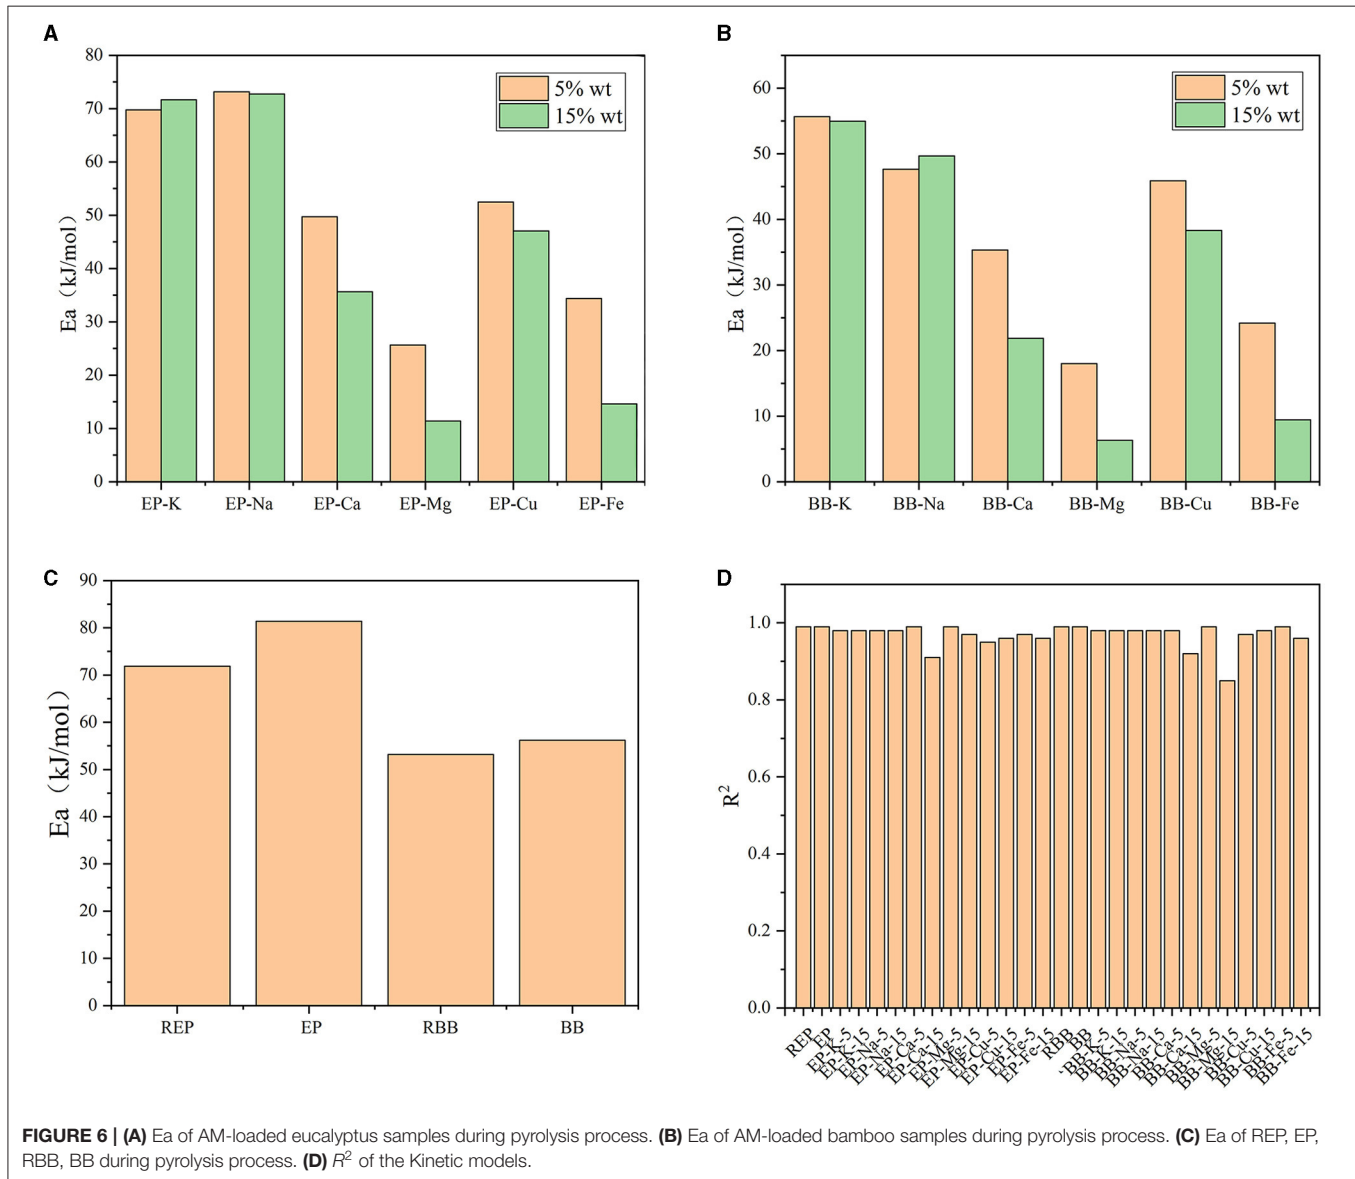 A
80
70
60
50
40
30
20
10
0
Ea (kJ/mol)
5% wt
15% wt
EP-K EP-Na EP-Ca EP-Mg EP-Cu EP-Fe
B
60
50
40
30
20
10
0
Ea (kJ/mol)
5% wt
15% wt
BB-K BB-Na BB-Ca BB-Mg BB-Cu BB-Fe
C
90
80
70
60
50
40
30
20
10
0
Ea (kJ/mol)
REP EP RBB BB
D
1.0
0.8
0.6
0.4
0.2
0.0
R²
REP
EP
EP-K-5
EP-K-15
EP-Na-5
EP-Na-15
EP-Ca-5
EP-Ca-15
EP-Mg-5
EP-Mg-15
EP-Cu-5
EP-Cu-15
EP-Fe-5
EP-Fe-15
RBB
BB
BB-K-5
BB-K-15
BB-Na-5
BB-Na-15
BB-Ca-5
BB-Ca-15
BB-Mg-5
BB-Mg-15
BB-Cu-5
BB-Cu-15
BB-Fe-5
BB-Fe-15
FIGURE 6 | (A) Ea of AM-loaded eucalyptus samples during pyrolysis process. (B) Ea of AM-loaded bamboo samples during pyrolysis process. (C) Ea of REP, EP,
RBB, BB during pyrolysis process. (D) R² of the Kinetic models.